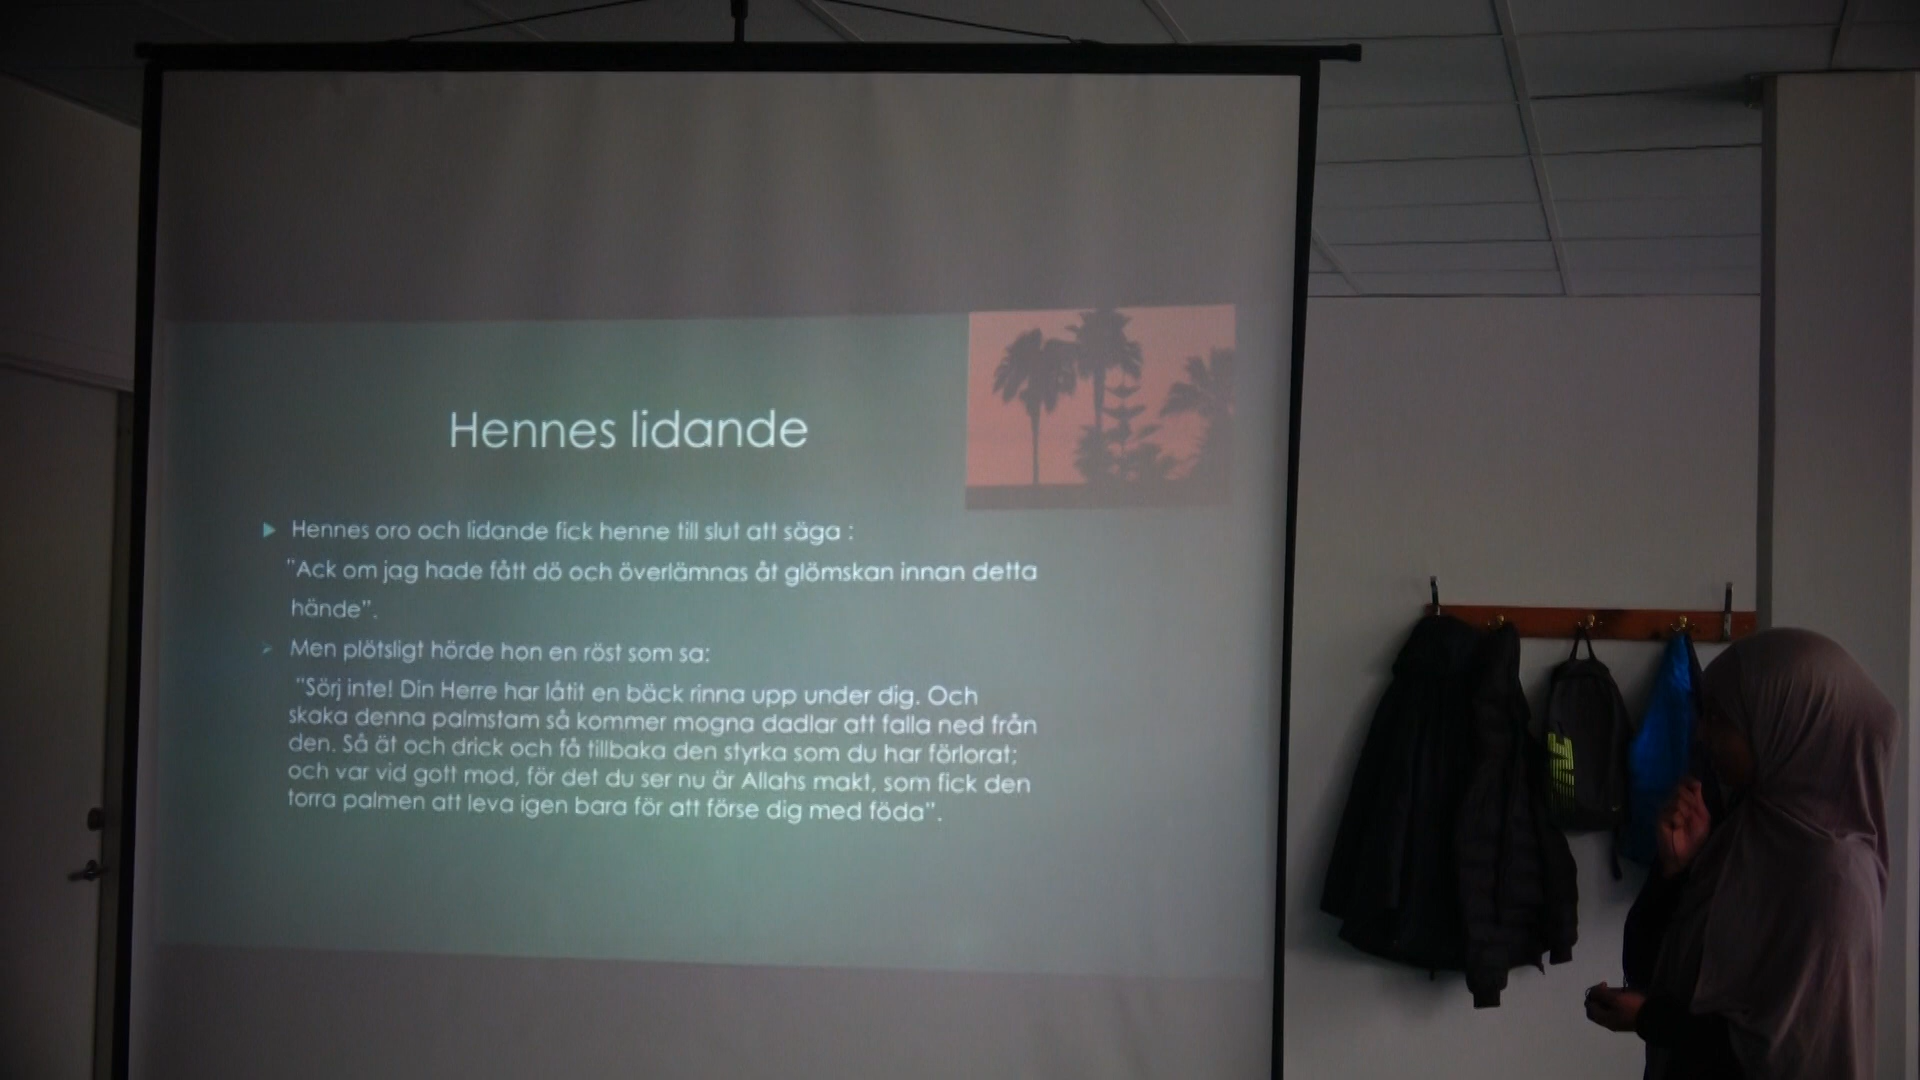 Hennes lidande
Hennes oro och lidande fick henne till slut att säga :
"Ack om jag hade fått dö och överlämnas åt glömskan innan detta
hände".
Men plötsligt hörde hon en röst som sa:
"Sörj inte! Din Herre har låtit en bäck rinna upp under dig. Och
skaka denna palmstam så kommer mogna dadlar att falla ned från
den. Så ät och drick och få tillbaka den styrka som du har förlorat;
och var vid gott mod, för det du ser nu är Allahs makt, som fick den
torra palmen att leva igen bara för att förse dig med föda".